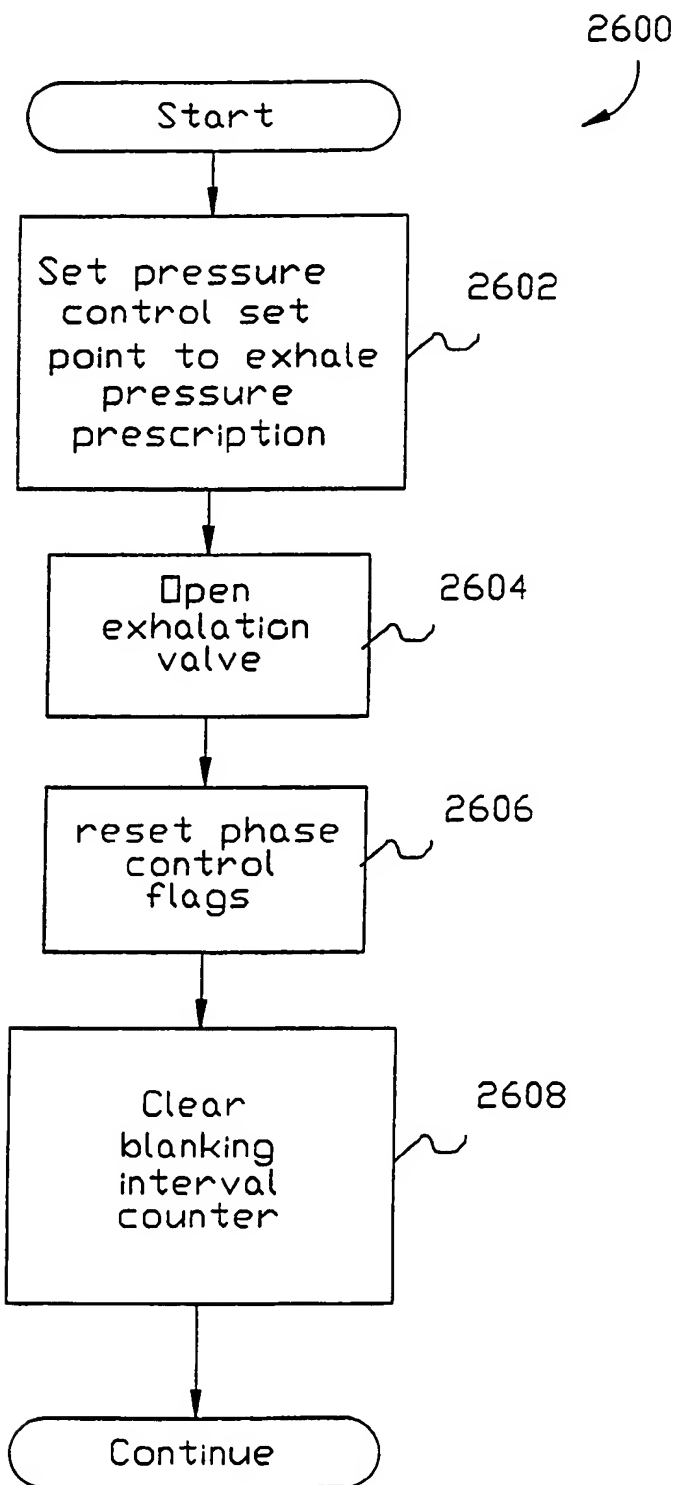 2600
Start
Set pressure
control set
point to exhale
pressure
prescription
2602
Open
exhalation
valve
2604
reset phase
control
flags
2606
Clear
blanking
interval
counter
2608
Continue